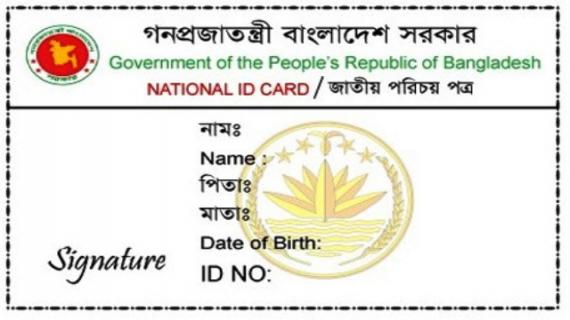 গনপ্রজাতন্ত্রী বাংলাদেশ সরকার
Government of the People's Republic of Bangladesh
NATIONAL ID CARD / জাতীয় পরিচয় পত্র
নামঃ
Name :
পিতাঃ
মাতাঃ
Date of Birth:
Signature
ID NO: